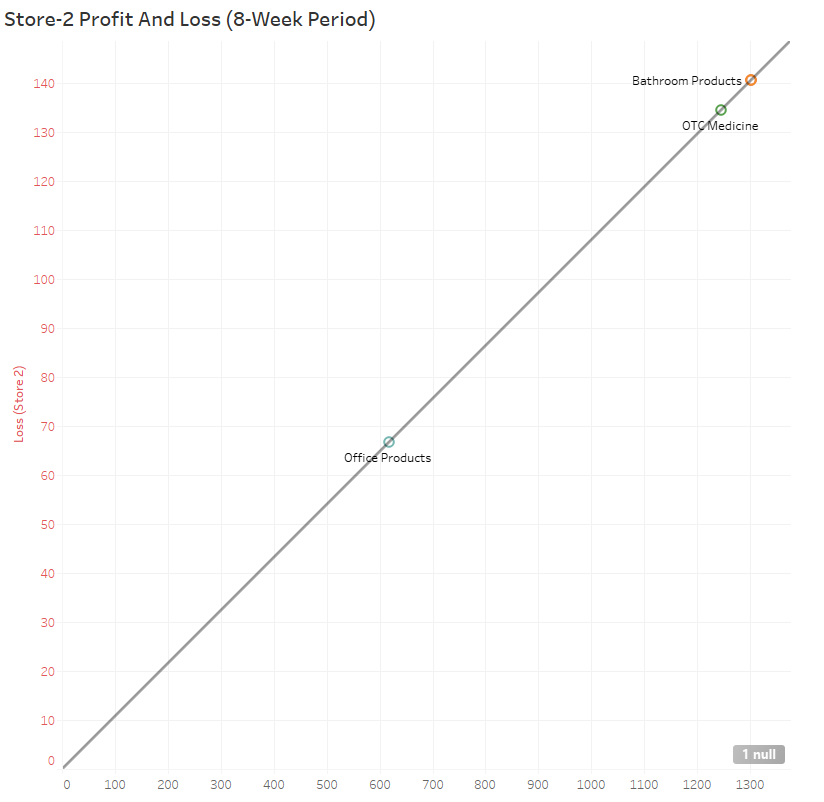 Store-2 Profit And Loss (8-Week Period)
140
130
120
110
100
90
80
70
60
50
40
30
20
10
0
Loss (Store 2)
Bathroom Products
OTC Medicine
Office Products
1 null
0 100 200 300 400 500 600 700 800 900 1000 1100 1200 1300